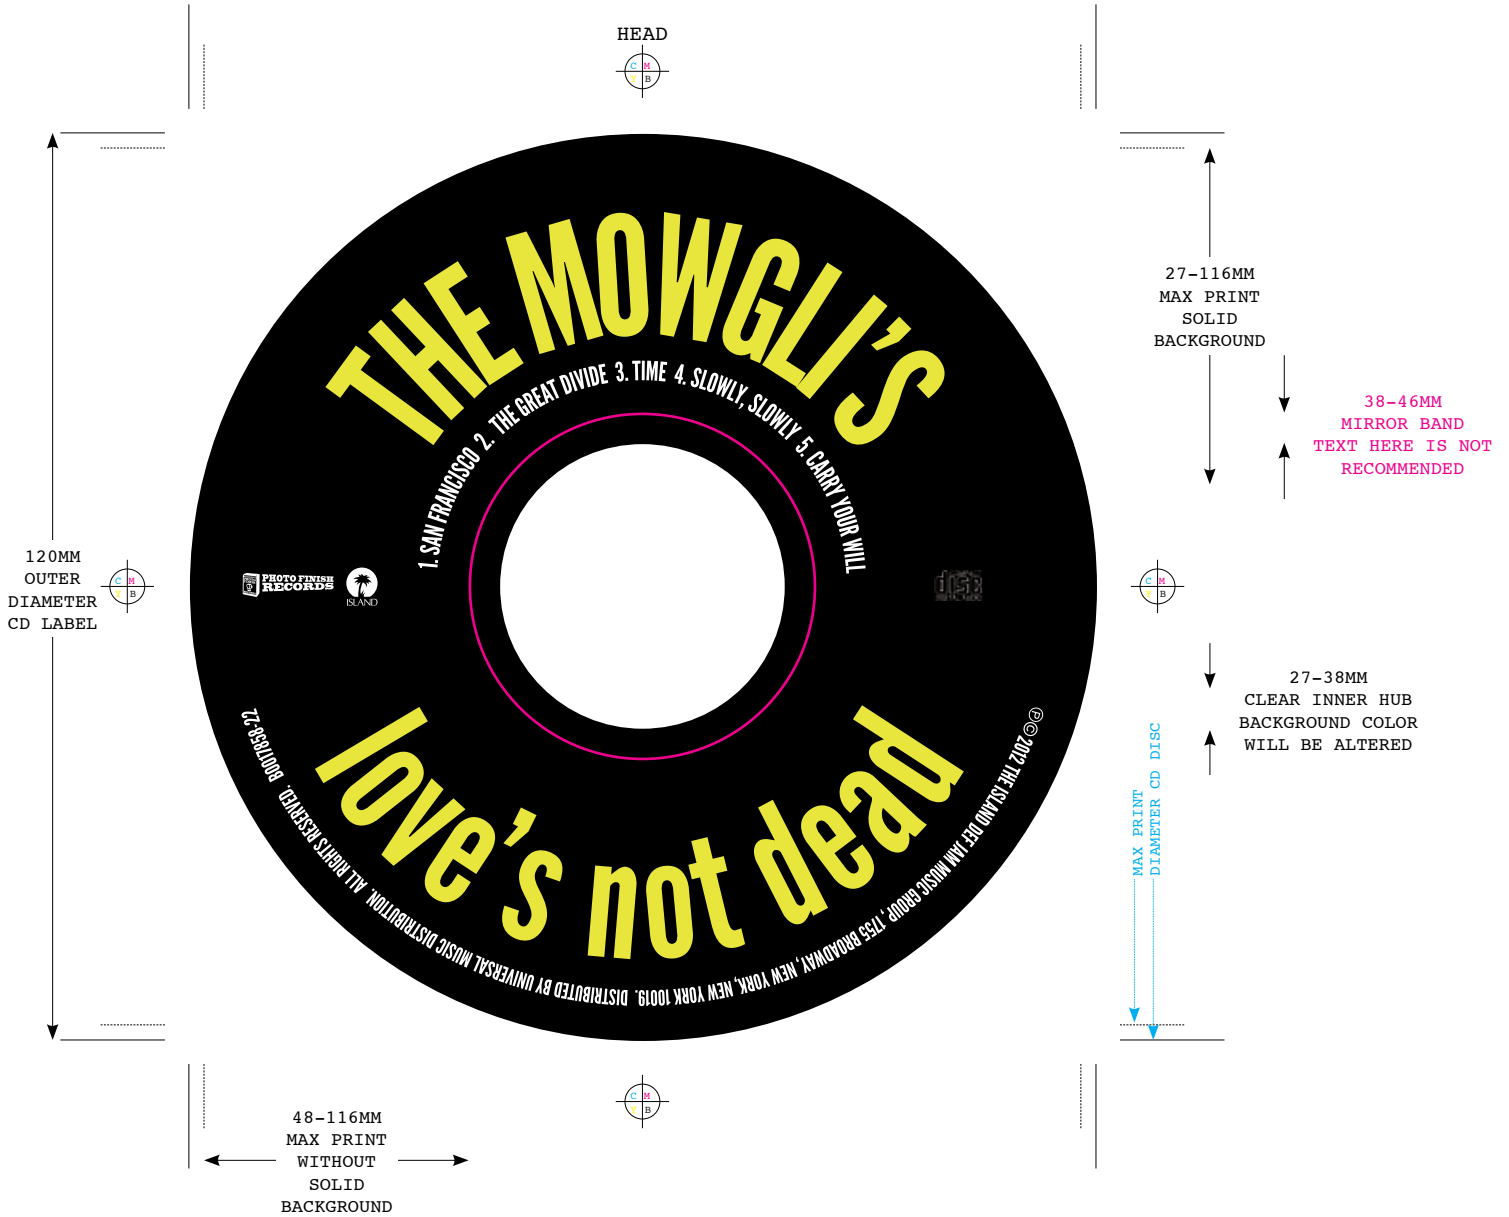 HEAD
C M
Y B
THE MOWGLI'S
1. SAN FRANCISCO 2. THE GREAT DIVIDE 3. TIME 4. SLOWLY, SLOWLY 5. CARRY YOUR WILL
27-116MM
MAX PRINT
SOLID
BACKGROUND
38-46MM
MIRROR BAND
TEXT HERE IS NOT
RECOMMENDED
120MM
OUTER
DIAMETER
CD LABEL
C M
Y B
PHOTO FINISH
RECORDS
ISLAND
disc
C M
Y B
27-38MM
CLEAR INNER HUB
BACKGROUND COLOR
WILL BE ALTERED
love's not dead
℗© 2012 THE ISLAND DEF JAM MUSIC GROUP, 1755 BROADWAY, NEW YORK, NEW YORK 10019. DISTRIBUTED BY UNIVERSAL MUSIC DISTRIBUTION. ALL RIGHTS RESERVED. B0017858-22
MAX PRINT
DIAMETER CD DISC
C M
Y B
48-116MM
MAX PRINT
WITHOUT
SOLID
BACKGROUND